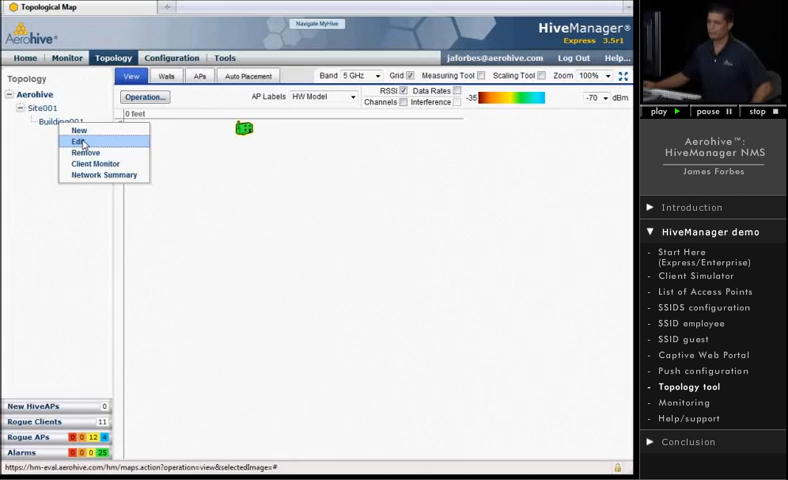 Topological Map
Aerohive
Navigate MyHive
HiveManager®
Express 3.5r1
Home
Monitor
Topology
Configuration
Tools
jaforbes@aerohive.com
Log Out
Help...
Topology
Aerohive
Site001
Building001
New
Edit
Remove
Client Monitor
Network Summary
View
Walls
APs
Auto Placement
Band 5 GHz
Grid
Measuring Tool
Scaling Tool
Zoom 100%
Operation...
AP Labels HW Model
RSSI
Data Rates
Channels
Interference
-35
-70 dBm
0 feet
New HiveAPs 0
Rogue Clients 11
Rogue APs 0 0 12 4
Alarms 0 0 0 25
https://hm-eval.aerohive.com/hm/maps.action?operation=view&selectedImage=#
play
pause
stop
Aerohive™:
HiveManager NMS
James Forbes
Introduction
HiveManager demo
- Start Here
(Express/Enterprise)
- Client Simulator
- List of Access Points
- SSIDS configuration
- SSID employee
- SSID guest
- Captive Web Portal
- Push configuration
- Topology tool
- Monitoring
- Help/support
Conclusion